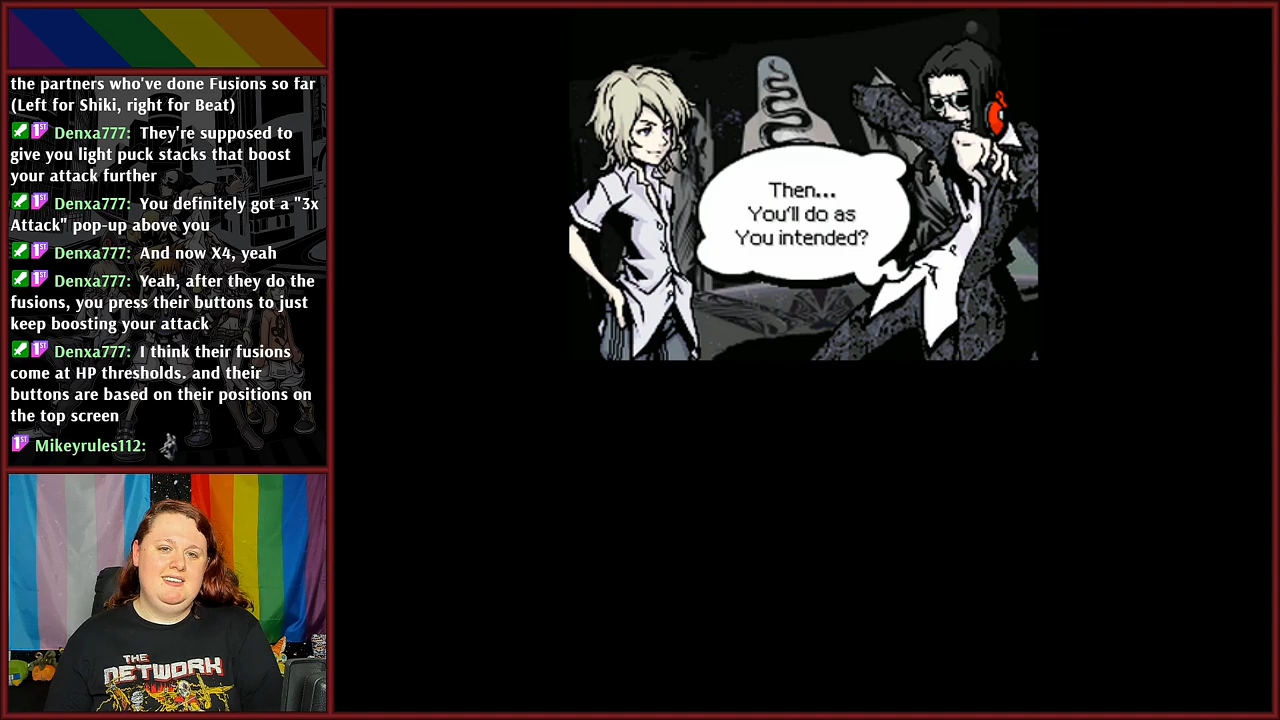 the partners who've done Fusions so far
(Left for Shiki, right for Beat)
Denxa777: They're supposed to
give you light puck stacks that boost
your attack further
Denxa777: You definitely got a "3x
Attack" pop-up above you
Denxa777: And now X4, yeah
Denxa777: Yeah, after they do the
fusions, you press their buttons to just
keep boosting your attack
Denxa777: I think their fusions
come at HP thresholds. and their
buttons are based on their positions on
the top screen
Mikeyrules112:
Then...
You'll do as
You intended?
THE
NETWORK